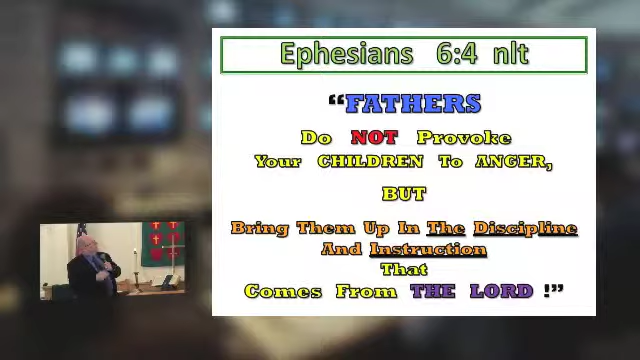 Ephesians 6:4 nlt
“FATHERS
Do NOT Provoke
Your CHILDREN To ANGER,
BUT
Bring Them Up In The Discipline
And Instruction
That
Comes From THE LORD !”